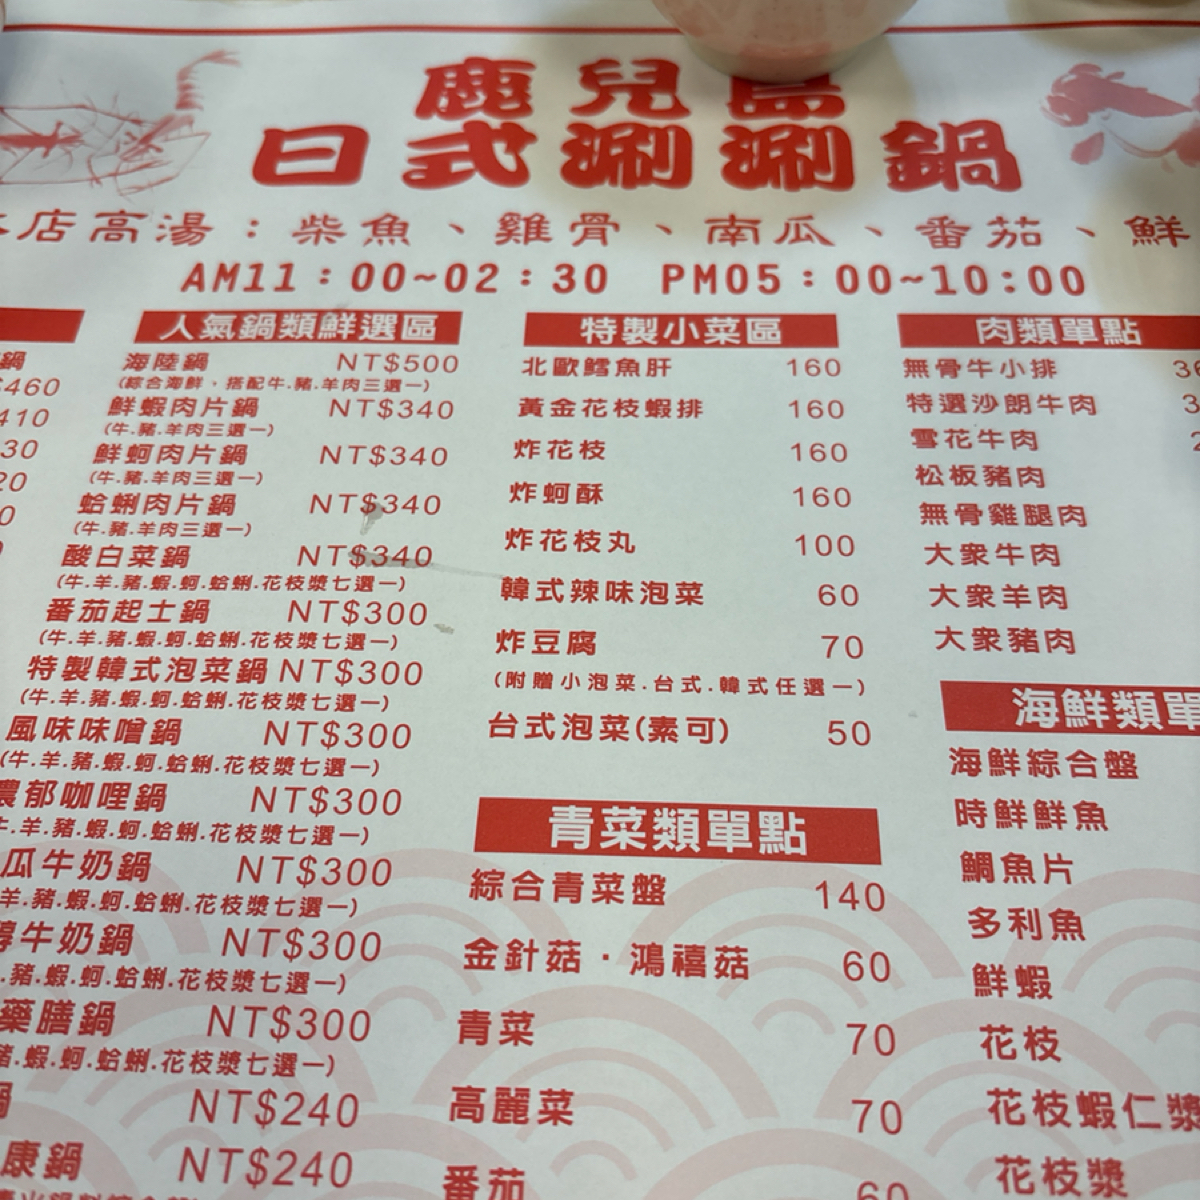 鹿兒島
日式涮涮鍋
店高湯：柴魚、雞骨、南瓜、番茄、鮮
AM11：00~02：30 PM05：00~10：00
鍋
$460
410
30
20
0
人氣鍋類鮮選區
海陸鍋 NT$500
(綜合海鮮，搭配牛.豬.羊肉三選一)
鮮蝦肉片鍋 NT$340
(牛.豬.羊肉三選一)
鮮蚵肉片鍋 NT$340
(牛.豬.羊肉三選一)
蛤蜊肉片鍋 NT$340
(牛.豬.羊肉三選一)
酸白菜鍋 NT$340
(牛.羊.豬.蝦.蚵.蛤蜊.花枝漿七選一)
番茄起士鍋 NT$300
(牛.羊.豬.蝦.蚵.蛤蜊.花枝漿七選一)
特製韓式泡菜鍋 NT$300
(牛.羊.豬.蝦.蚵.蛤蜊.花枝漿七選一)
風味味噌鍋 NT$300
(牛.羊.豬.蝦.蚵.蛤蜊.花枝漿七選一)
濃郁咖哩鍋 NT$300
牛.羊.豬.蝦.蚵.蛤蜊.花枝漿七選一)
瓜牛奶鍋 NT$300
羊.豬.蝦.蚵.蛤蜊.花枝漿七選一)
牛奶鍋 NT$300
.豬.蝦.蚵.蛤蜊.花枝漿七選一)
藥膳鍋 NT$300
豬.蝦.蚵.蛤蜊.花枝漿七選一)
鍋 NT$240
康鍋 NT$240
特製小菜區
北歐鱈魚肝 160
黃金花枝蝦排 160
炸花枝 160
炸蚵酥 160
炸花枝丸 100
韓式辣味泡菜 60
炸豆腐 70
(附贈小泡菜.台式.韓式任選一)
台式泡菜(素可) 50
青菜類單點
綜合青菜盤 140
金針菇．鴻禧菇 60
青菜 70
高麗菜 70
番茄 60
肉類單點
無骨牛小排 36
特選沙朗牛肉 3
雪花牛肉 2
松板豬肉
無骨雞腿肉
大衆牛肉
大衆羊肉
大衆豬肉
海鮮類單
海鮮綜合盤
時鮮鮮魚
鯛魚片
多利魚
鮮蝦
花枝
花枝蝦仁漿
花枝漿